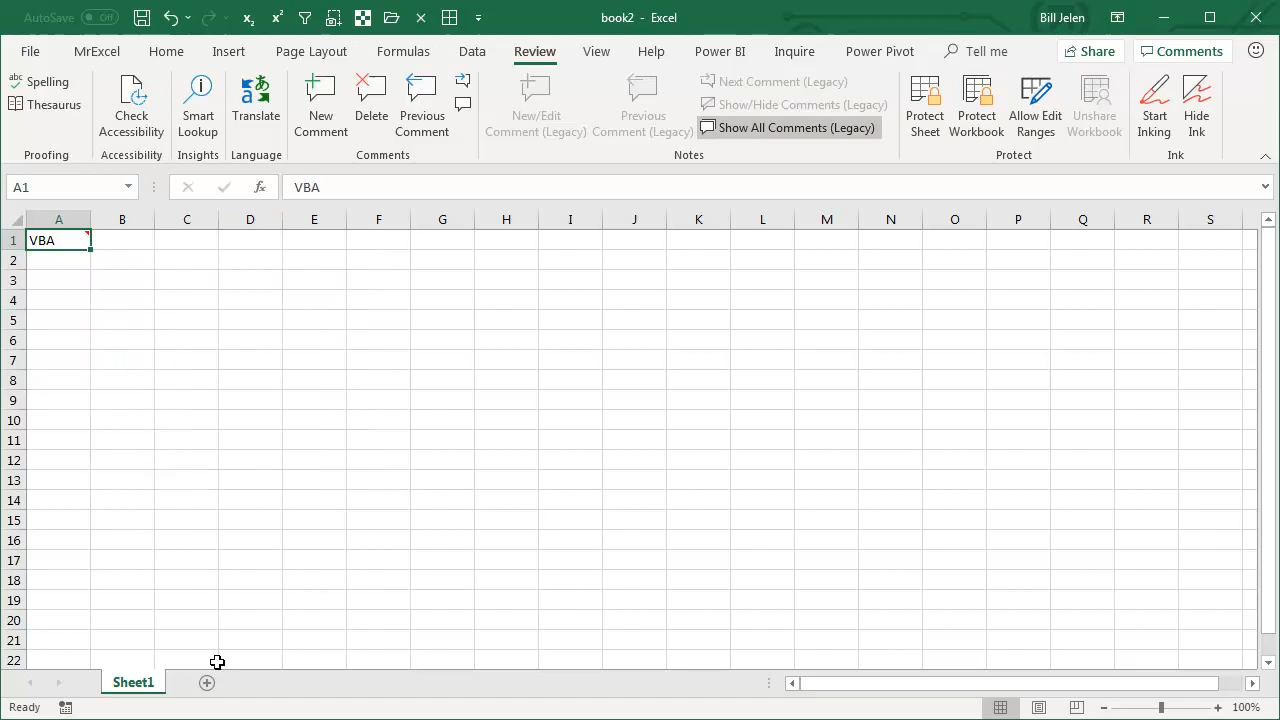 AutoSave Off
book2 - Excel
Bill Jelen
File MrExcel Home Insert Page Layout Formulas Data Review View Help Power BI Inquire Power Pivot Tell me Share Comments
abc Spelling
Thesaurus
Proofing
Check Accessibility
Accessibility
Smart Lookup
Insights
Translate
Language
New Comment
Delete
Previous Comment
Comments
New/Edit Comment (Legacy)
Previous Comment (Legacy)
Next Comment (Legacy)
Show/Hide Comments (Legacy)
Show All Comments (Legacy)
Notes
Protect Sheet
Protect Workbook
Allow Edit Ranges
Unshare Workbook
Protect
Start Inking
Hide Ink
Ink
A1 fx VBA
A B C D E F G H I J K L M N O P Q R S
1 VBA
2
3
4
5
6
7
8
9
10
11
12
13
14
15
16
17
18
19
20
21
22
Sheet1
Ready 100%